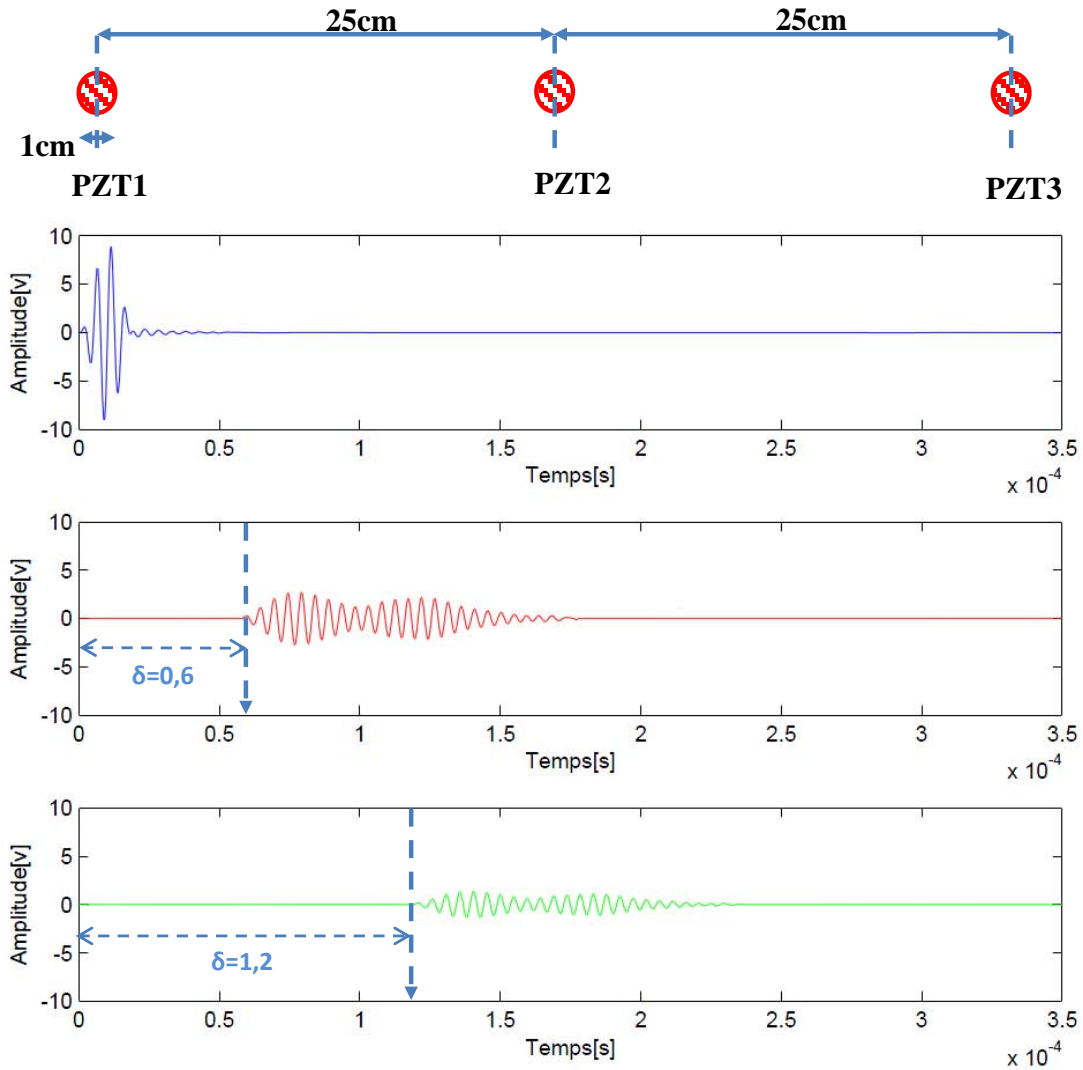 25cm 25cm
1cm
PZT1 PZT2 PZT3
10
5
0
-5
-10
Amplitude[v]
0 0.5 1 1.5 2 2.5 3 3.5
Temps[s]
x 10⁻⁴
10
5
0
-5
-10
Amplitude[v]
δ=0,6
0 0.5 1 1.5 2 2.5 3 3.5
Temps[s]
x 10⁻⁴
10
5
0
-5
-10
Amplitude[v]
δ=1,2
0 0.5 1 1.5 2 2.5 3 3.5
Temps[s]
x 10⁻⁴